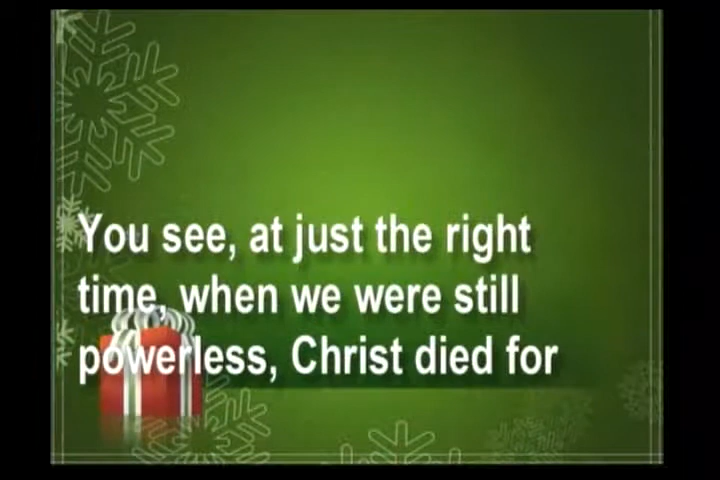 You see, at just the right
time, when we were still
powerless, Christ died for